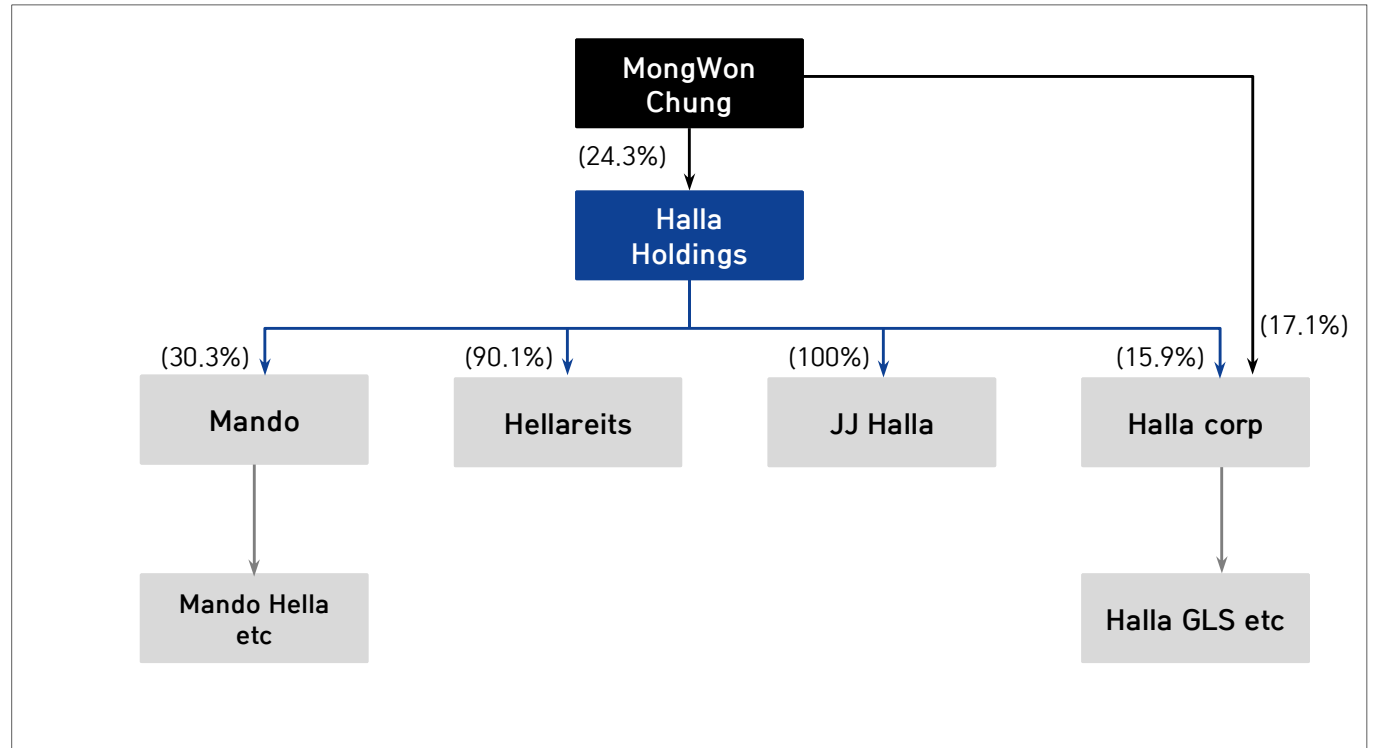 MongWon
Chung
(24.3%)
Halla
Holdings
(17.1%)
(30.3%)
(90.1%)
(100%)
(15.9%)
Mando
Hellareits
JJ Halla
Halla corp
Mando Hella
etc
Halla GLS etc